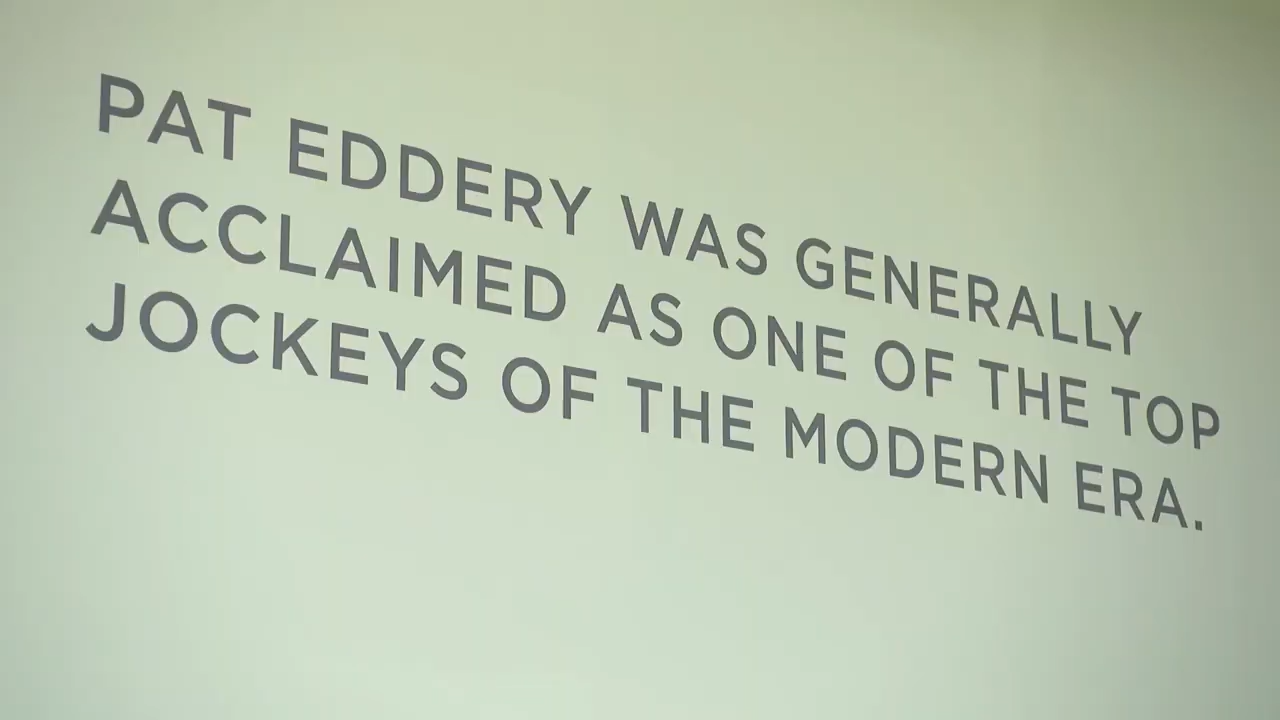 PAT EDDERY WAS GENERALLY
ACCLAIMED AS ONE OF THE TOP
JOCKEYS OF THE MODERN ERA.